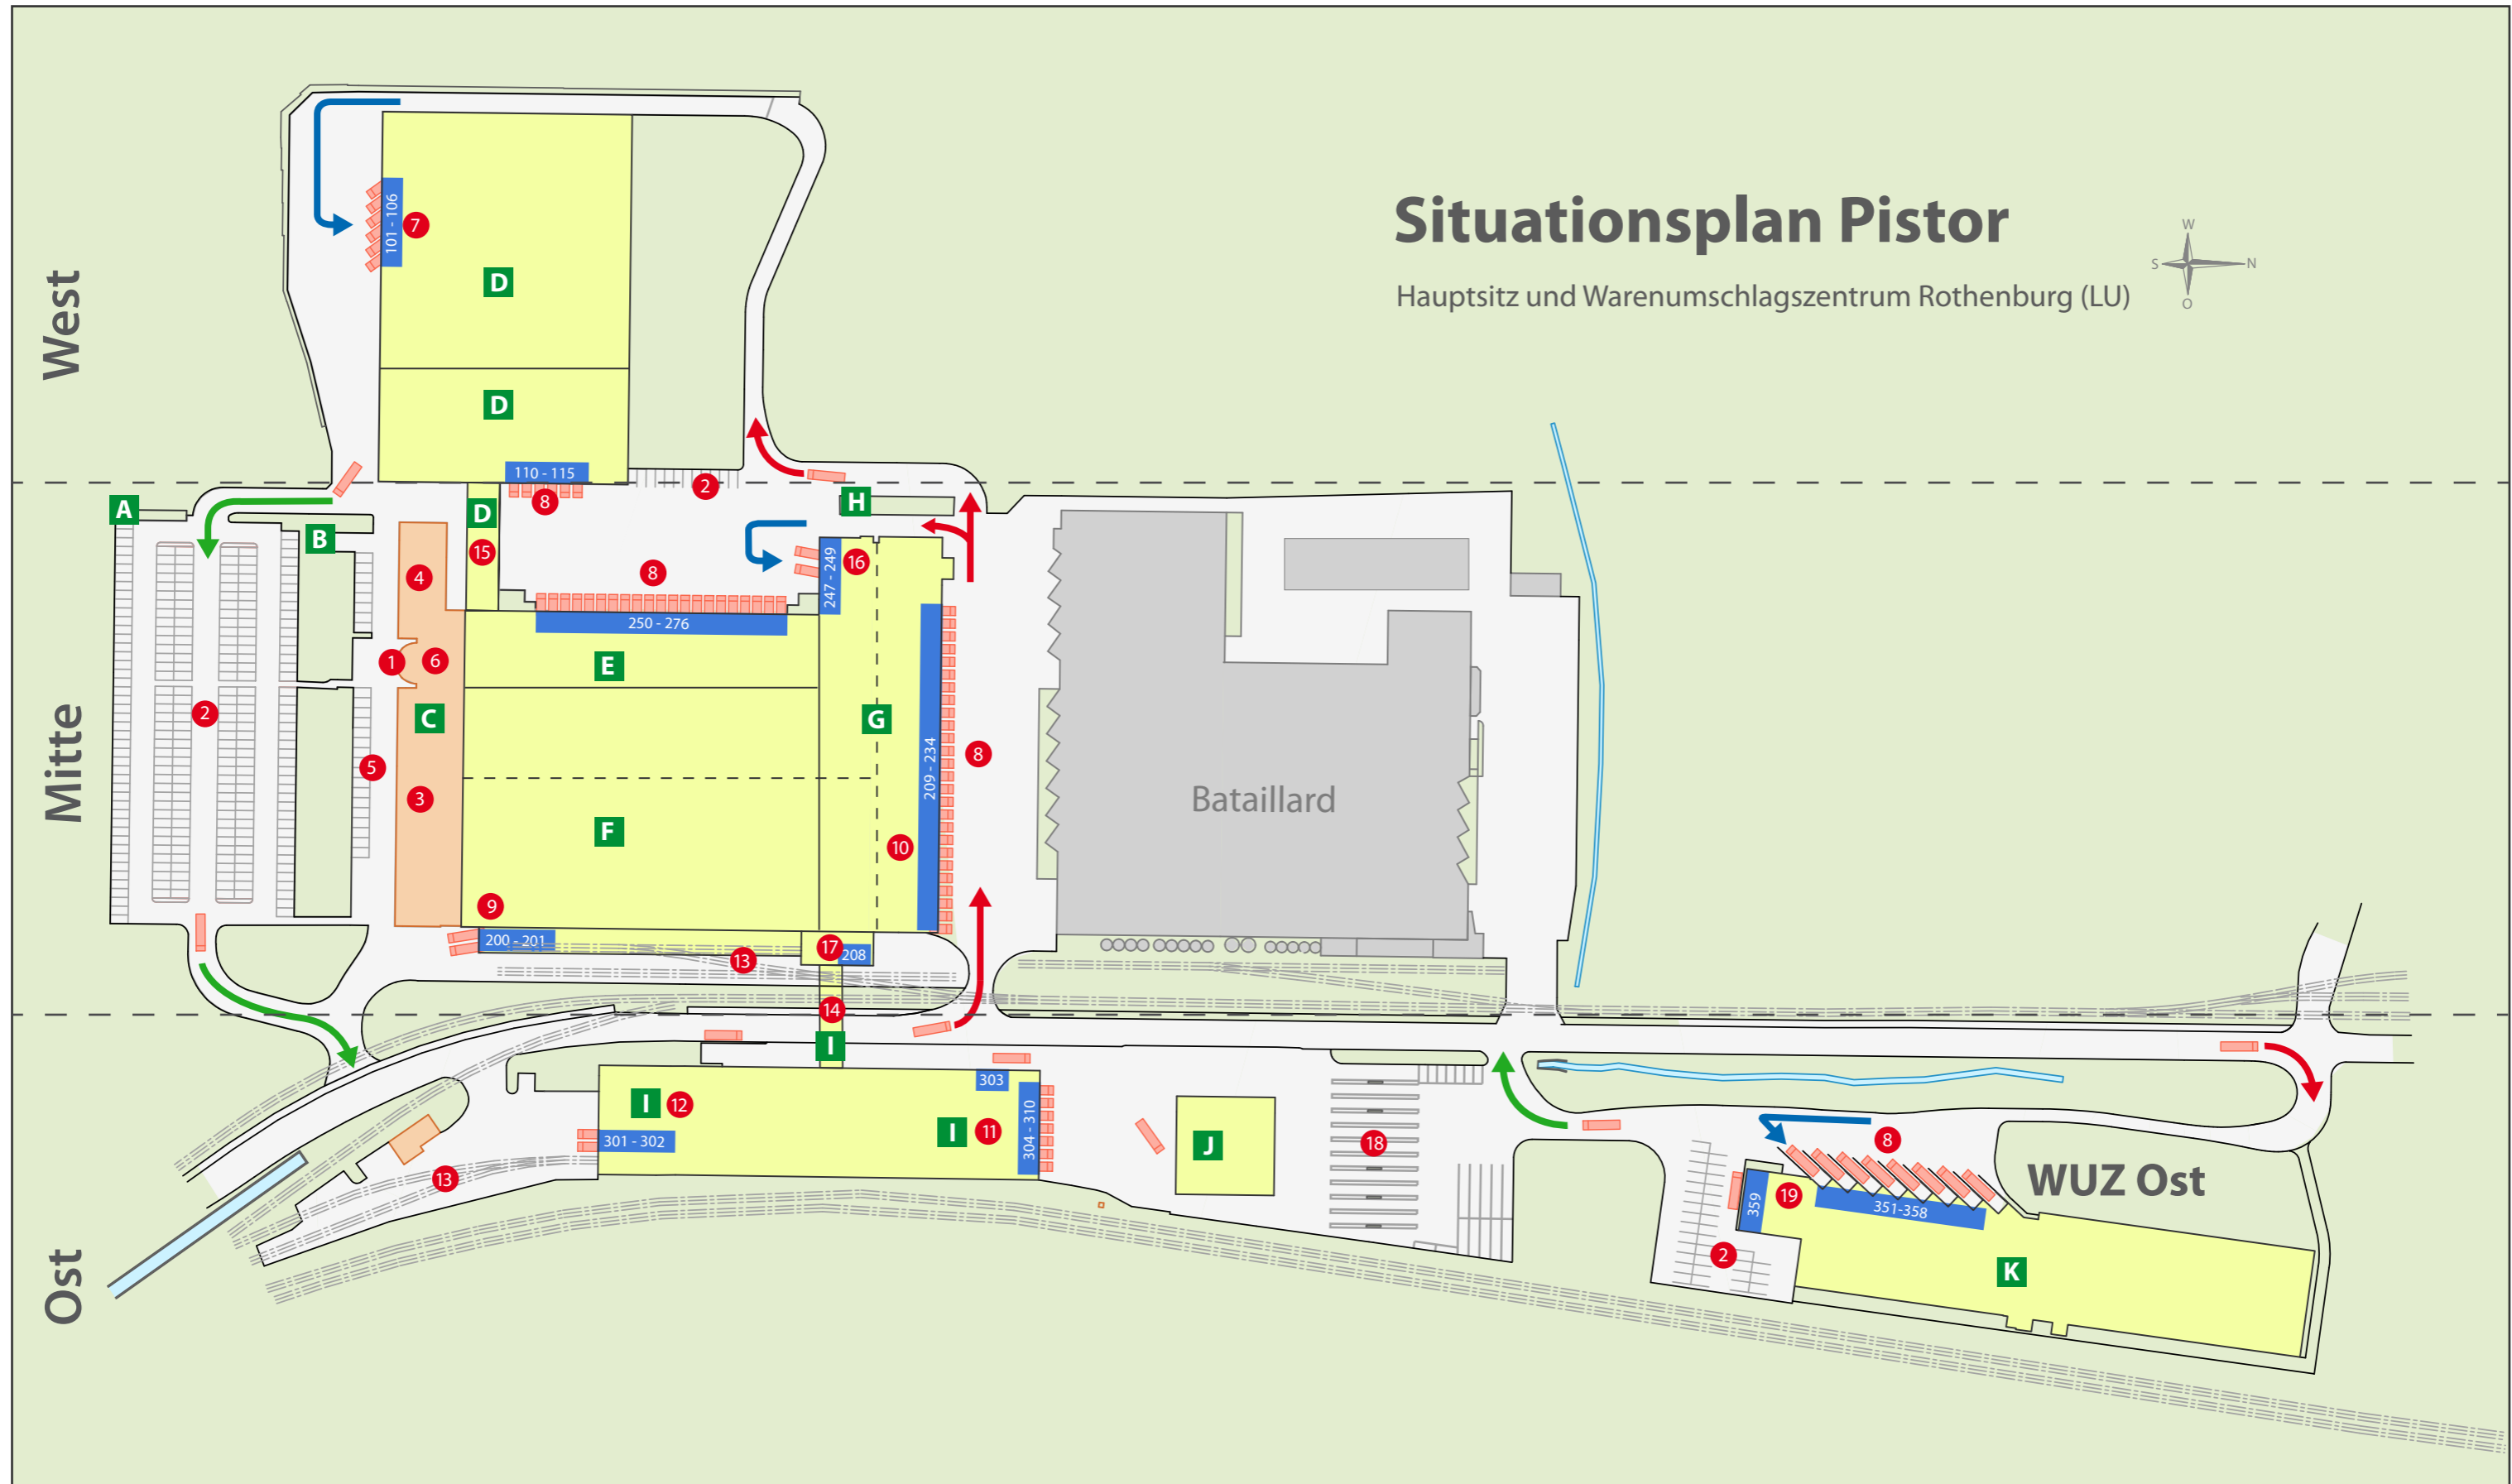 Situationsplan Pistor
Hauptsitz und Warenumschlagszentrum Rothenburg (LU)
W
S
N
O
West
101 - 106
7
D
D
110 - 115
8
2
H
A
B
D
15
4
8
247 - 249
16
250 - 276
1
6
E
2
C
G
5
3
209 - 234
8
Mitte
F
10
Bataillard
9
200 - 201
13
17
208
14
I
303
I
12
301 - 302
I
11
304 - 310
J
18
13
8
WUZ Ost
359
19
351-358
2
K
Ost